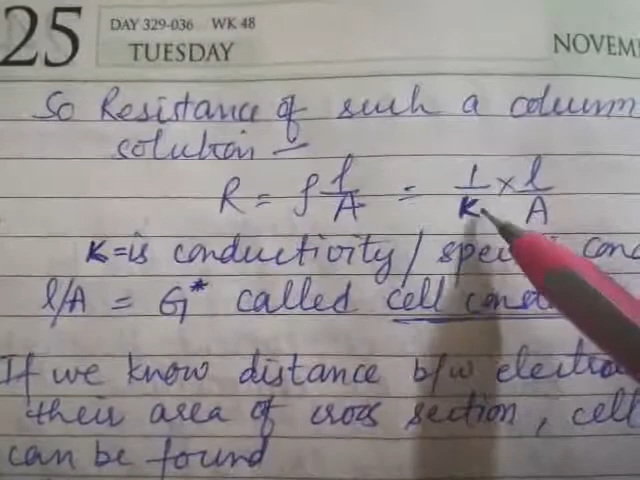 25 DAY 329-036 WK 48
TUESDAY NOVEM
So Resistance of such a column
solution
R = ρ l/A = 1/K × l/A
K = is conductivity/
l/A = G* called cell
If we know distance b/w
their area of cross section, cell
can be found